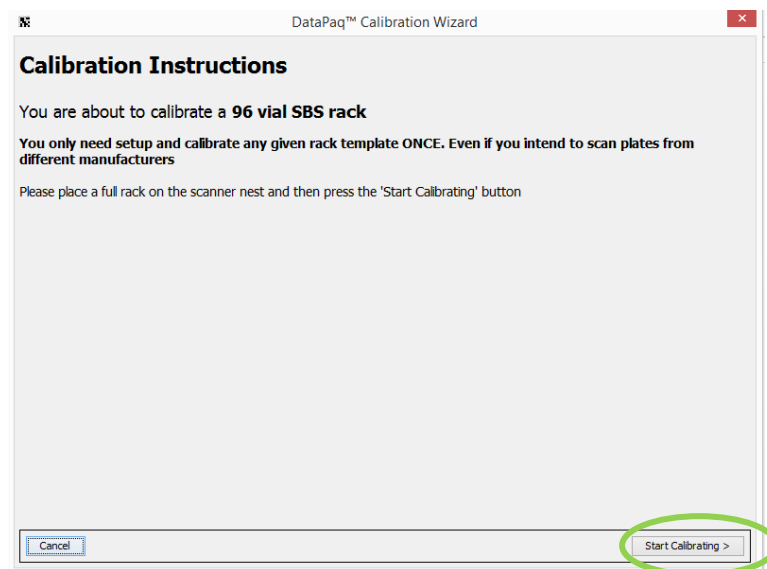 DataPaq™ Calibration Wizard
Calibration Instructions
You are about to calibrate a 96 vial SBS rack
You only need setup and calibrate any given rack template ONCE. Even if you intend to scan plates from
different manufacturers
Please place a full rack on the scanner nest and then press the 'Start Calibrating' button
Cancel
Start Calibrating >